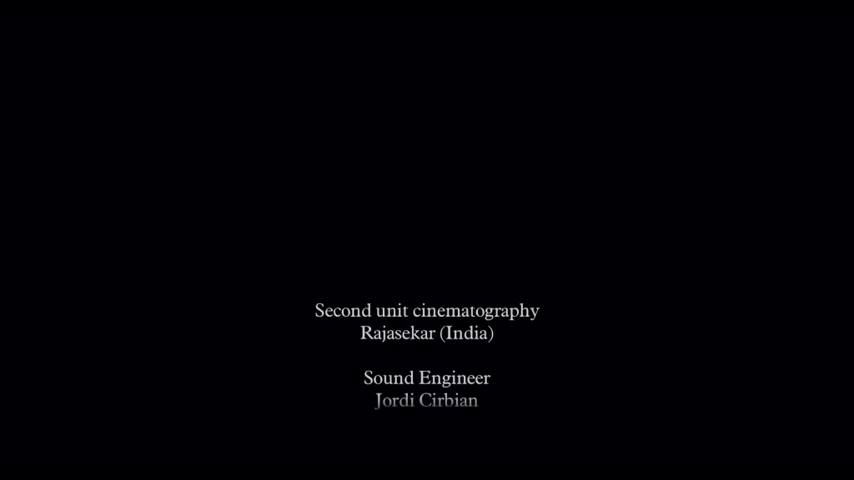 Second unit cinematography
Rajasekar (India)
Sound Engineer
Jordi Cirbian